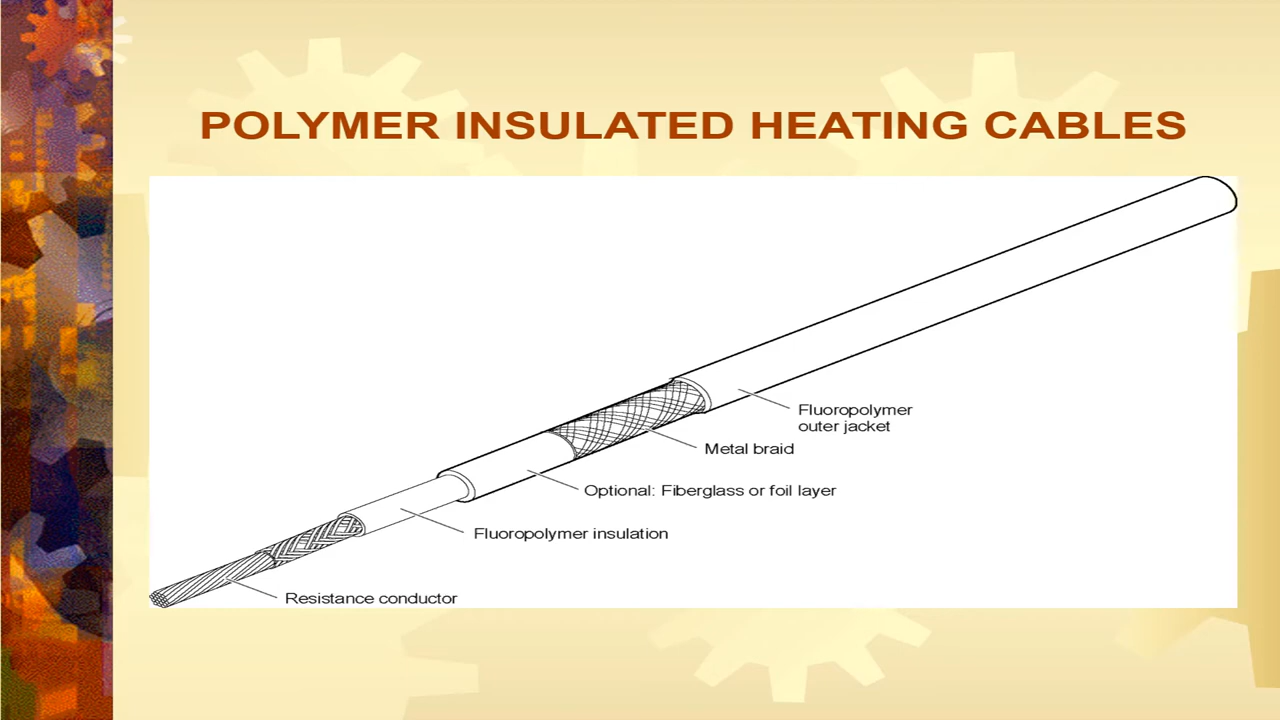 POLYMER INSULATED HEATING CABLES
Fluoropolymer
outer jacket
Metal braid
Optional: Fiberglass or foil layer
Fluoropolymer insulation
Resistance conductor